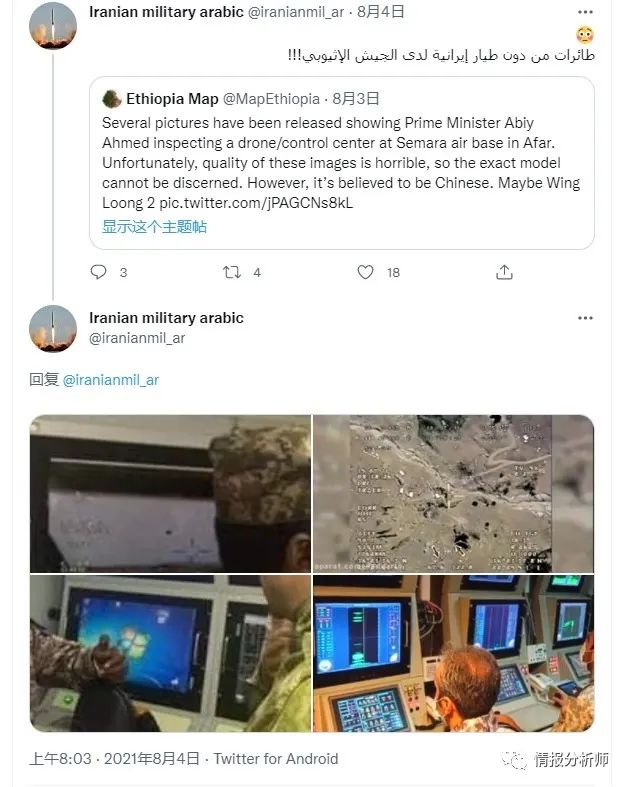 Iranian military arabic @iranianmil_ar · 8月4日
طائرات من دون طيار إيرانية لدى الجيش الإثيوبي!!!
Ethiopia Map @MapEthiopia · 8月3日
Several pictures have been released showing Prime Minister Abiy
Ahmed inspecting a drone/control center at Semara air base in Afar.
Unfortunately, quality of these images is horrible, so the exact model
cannot be discerned. However, it's believed to be Chinese. Maybe Wing
Loong 2 pic.twitter.com/jPAGCNs8kL
显示这个主题帖
3 4 18
Iranian military arabic
@iranianmil_ar
回复 @iranianmil_ar
上午8:03 · 2021年8月4日 · Twitter for Android
情报分析师